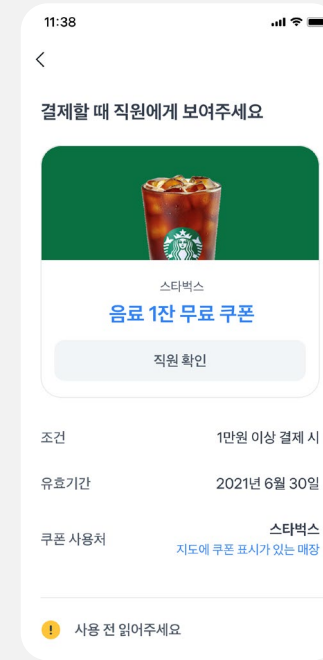 11:38
결제할 때 직원에게 보여주세요
스타벅스
음료 1잔 무료 쿠폰
직원 확인
조건 1만원 이상 결제 시
유효기간 2021년 6월 30일
쿠폰 사용처 스타벅스
지도에 쿠폰 표시가 있는 매장
! 사용 전 읽어주세요